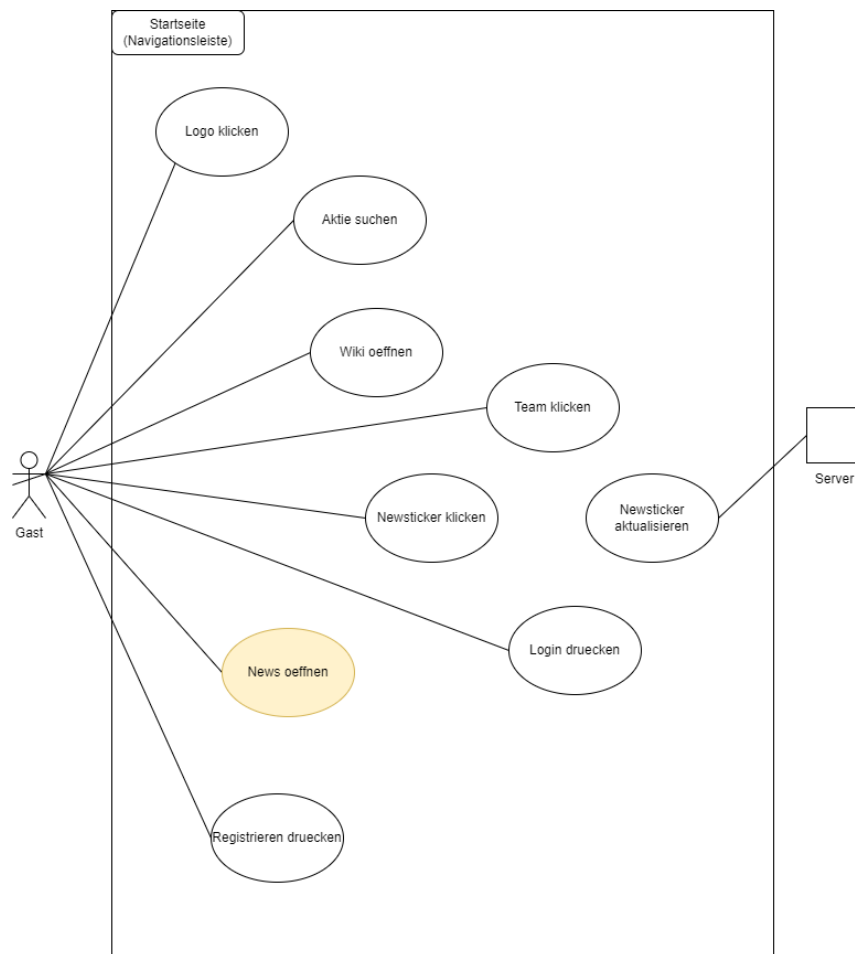 Startseite
(Navigationsleiste)
Logo klicken
Aktie suchen
Wiki oeffnen
Team klicken
Gast
Newsticker klicken
Newsticker
aktualisieren
Server
Login druecken
News oeffnen
Registrieren druecken